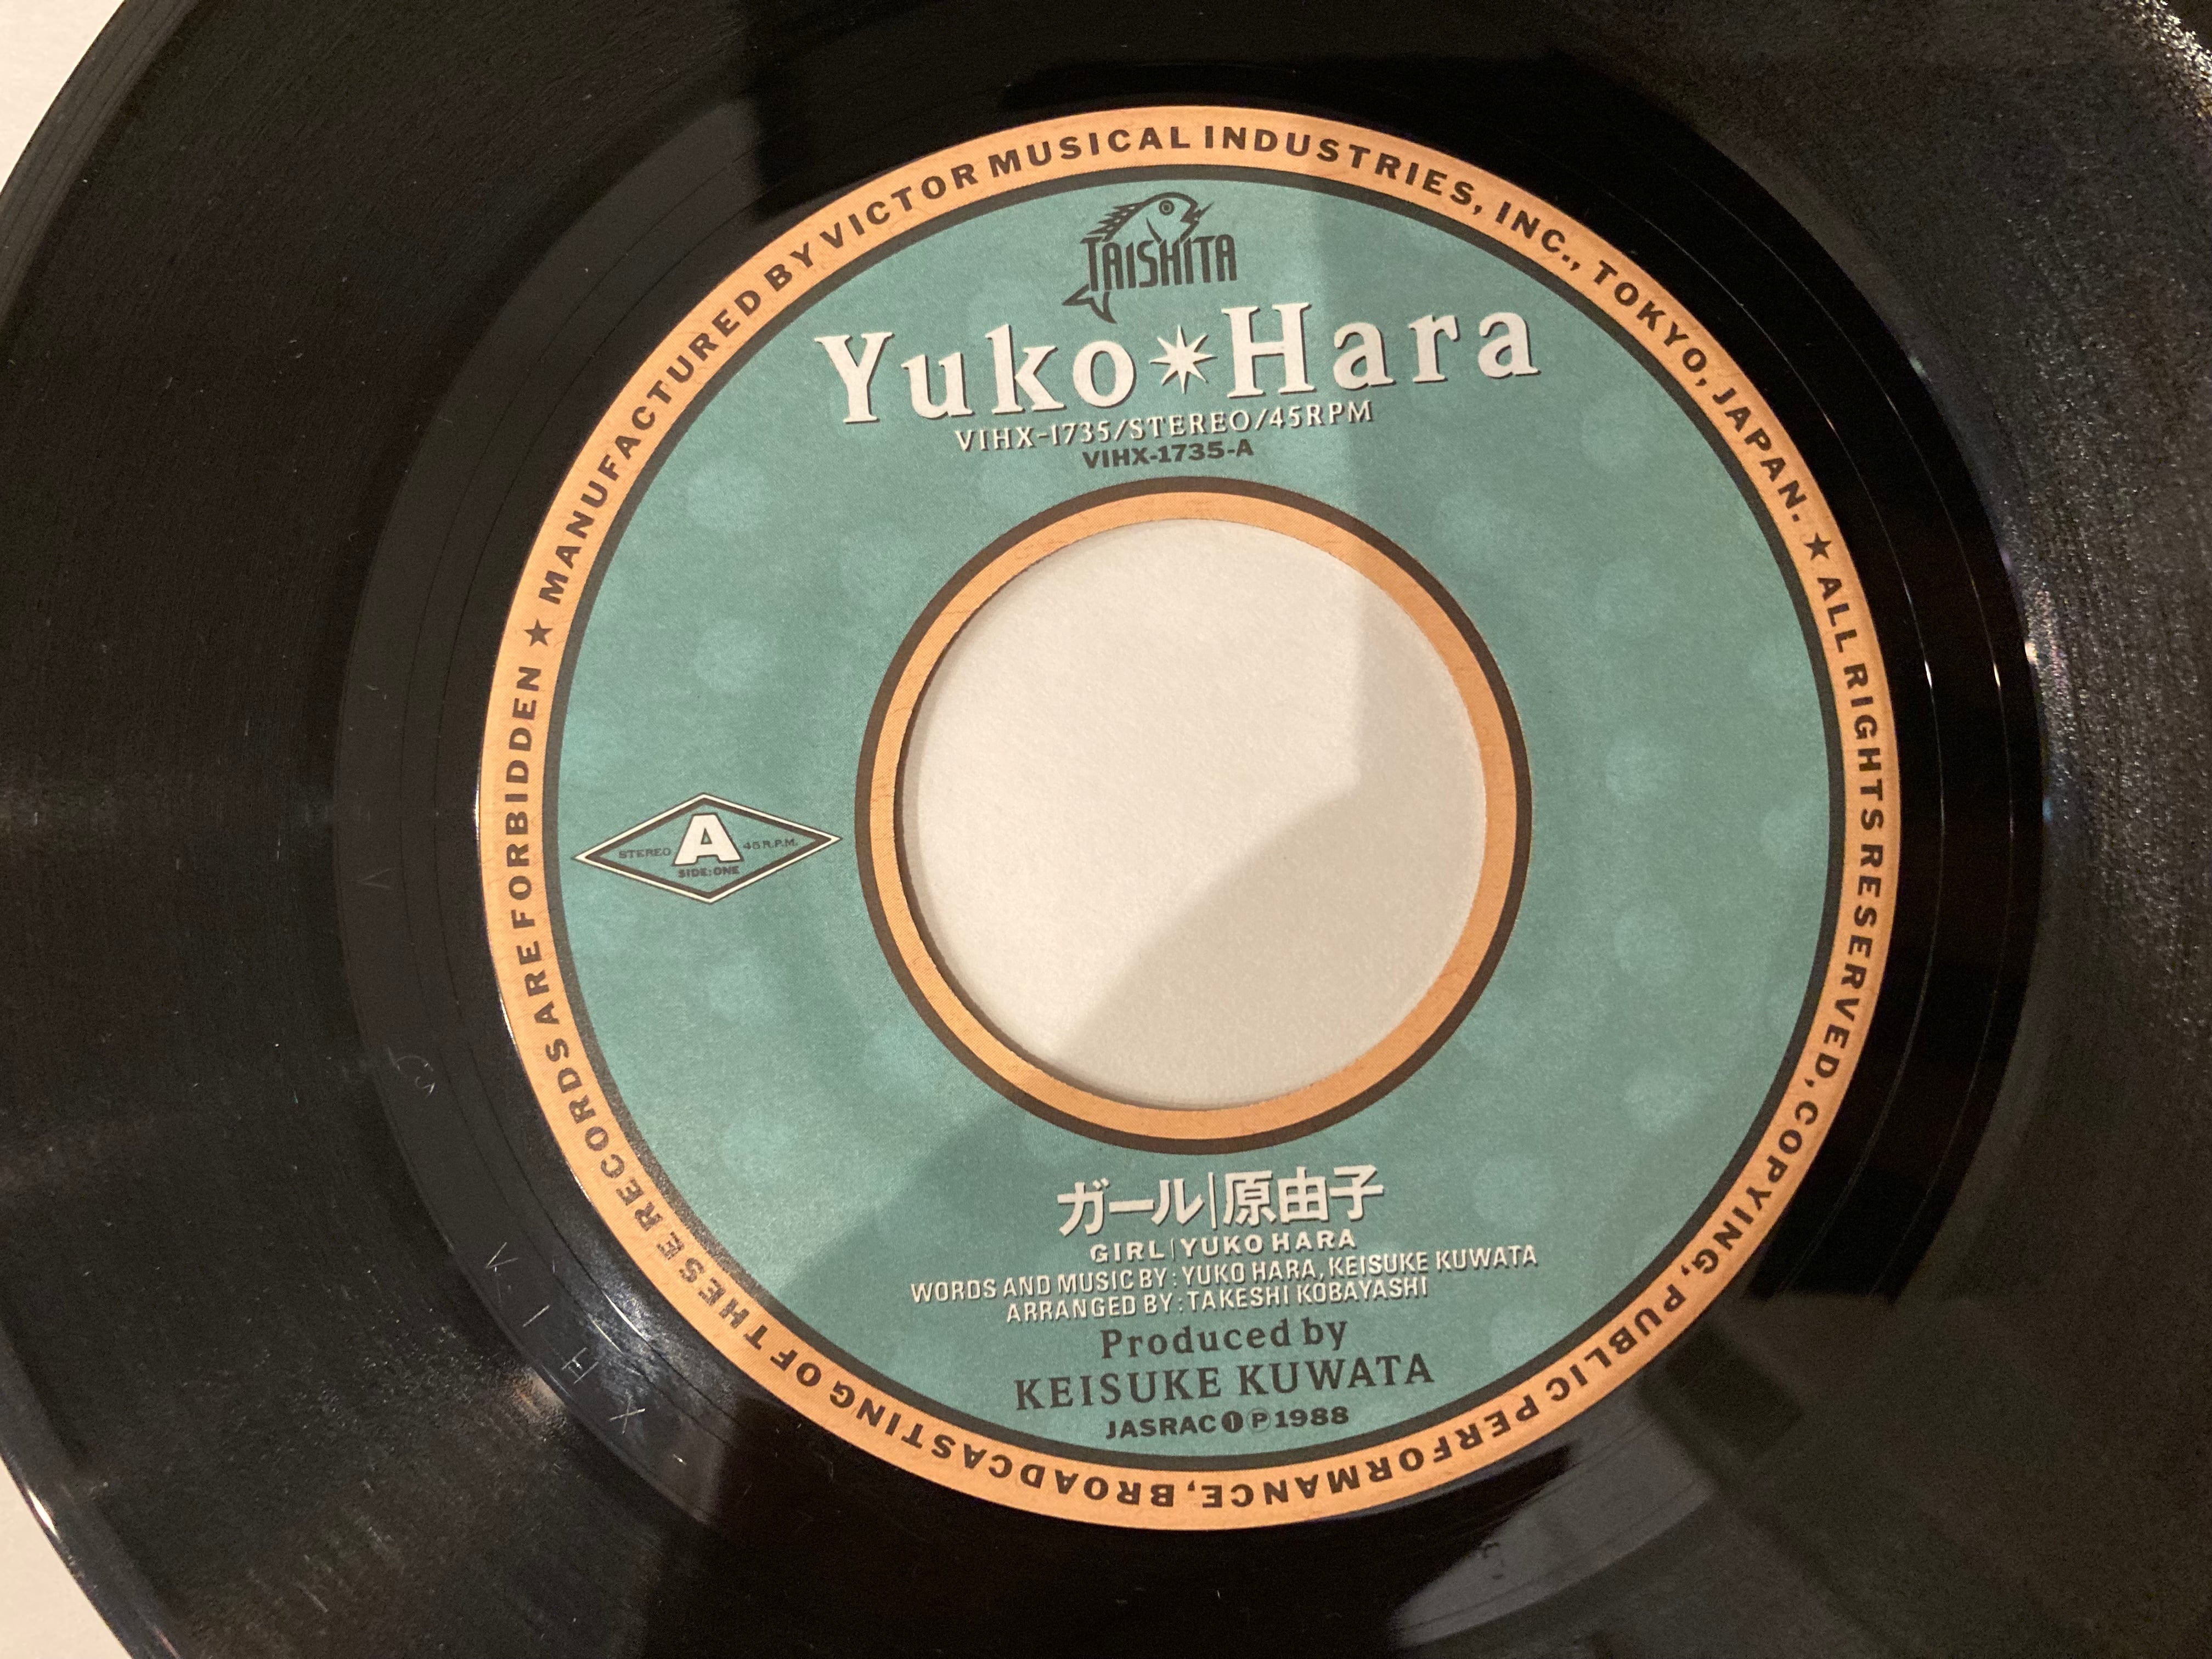 ★ MANUFACTURED BY VICTOR MUSICAL INDUSTRIES, INC., TOKYO, JAPAN. ★ ALL RIGHTS RESERVED, COPYING, PUBLIC PERFORMANCE, BROADCASTING OF THESE RECORDS ARE FORBIDDEN
TAISHITA
Yuko✴Hara
VIHX-1735/STEREO/45RPM
VIHX-1735-A
STEREO A 45 R.P.M.
SIDE:ONE
ガール|原由子
GIRL|YUKO HARA
WORDS AND MUSIC BY:YUKO HARA, KEISUKE KUWATA
ARRANGED BY:TAKESHI KOBAYASHI
Produced by
KEISUKE KUWATA
JASRAC Ⓘ Ⓟ 1988
V I H X